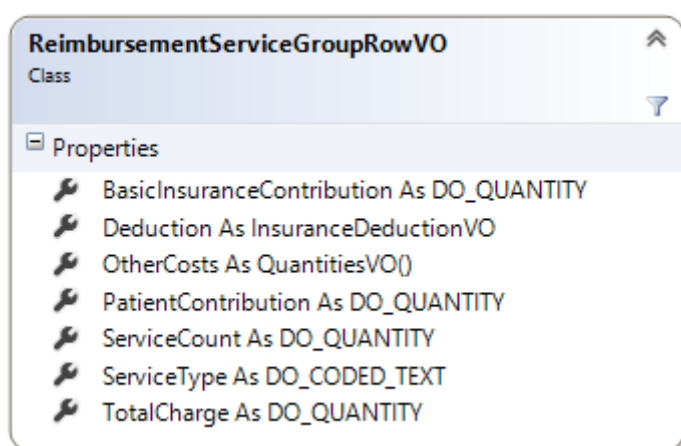 ReimbursementServiceGroupRowVO
Class
Properties
BasicInsuranceContribution As DO_QUANTITY
Deduction As InsuranceDeductionVO
OtherCosts As QuantitiesVO()
PatientContribution As DO_QUANTITY
ServiceCount As DO_QUANTITY
ServiceType As DO_CODED_TEXT
TotalCharge As DO_QUANTITY